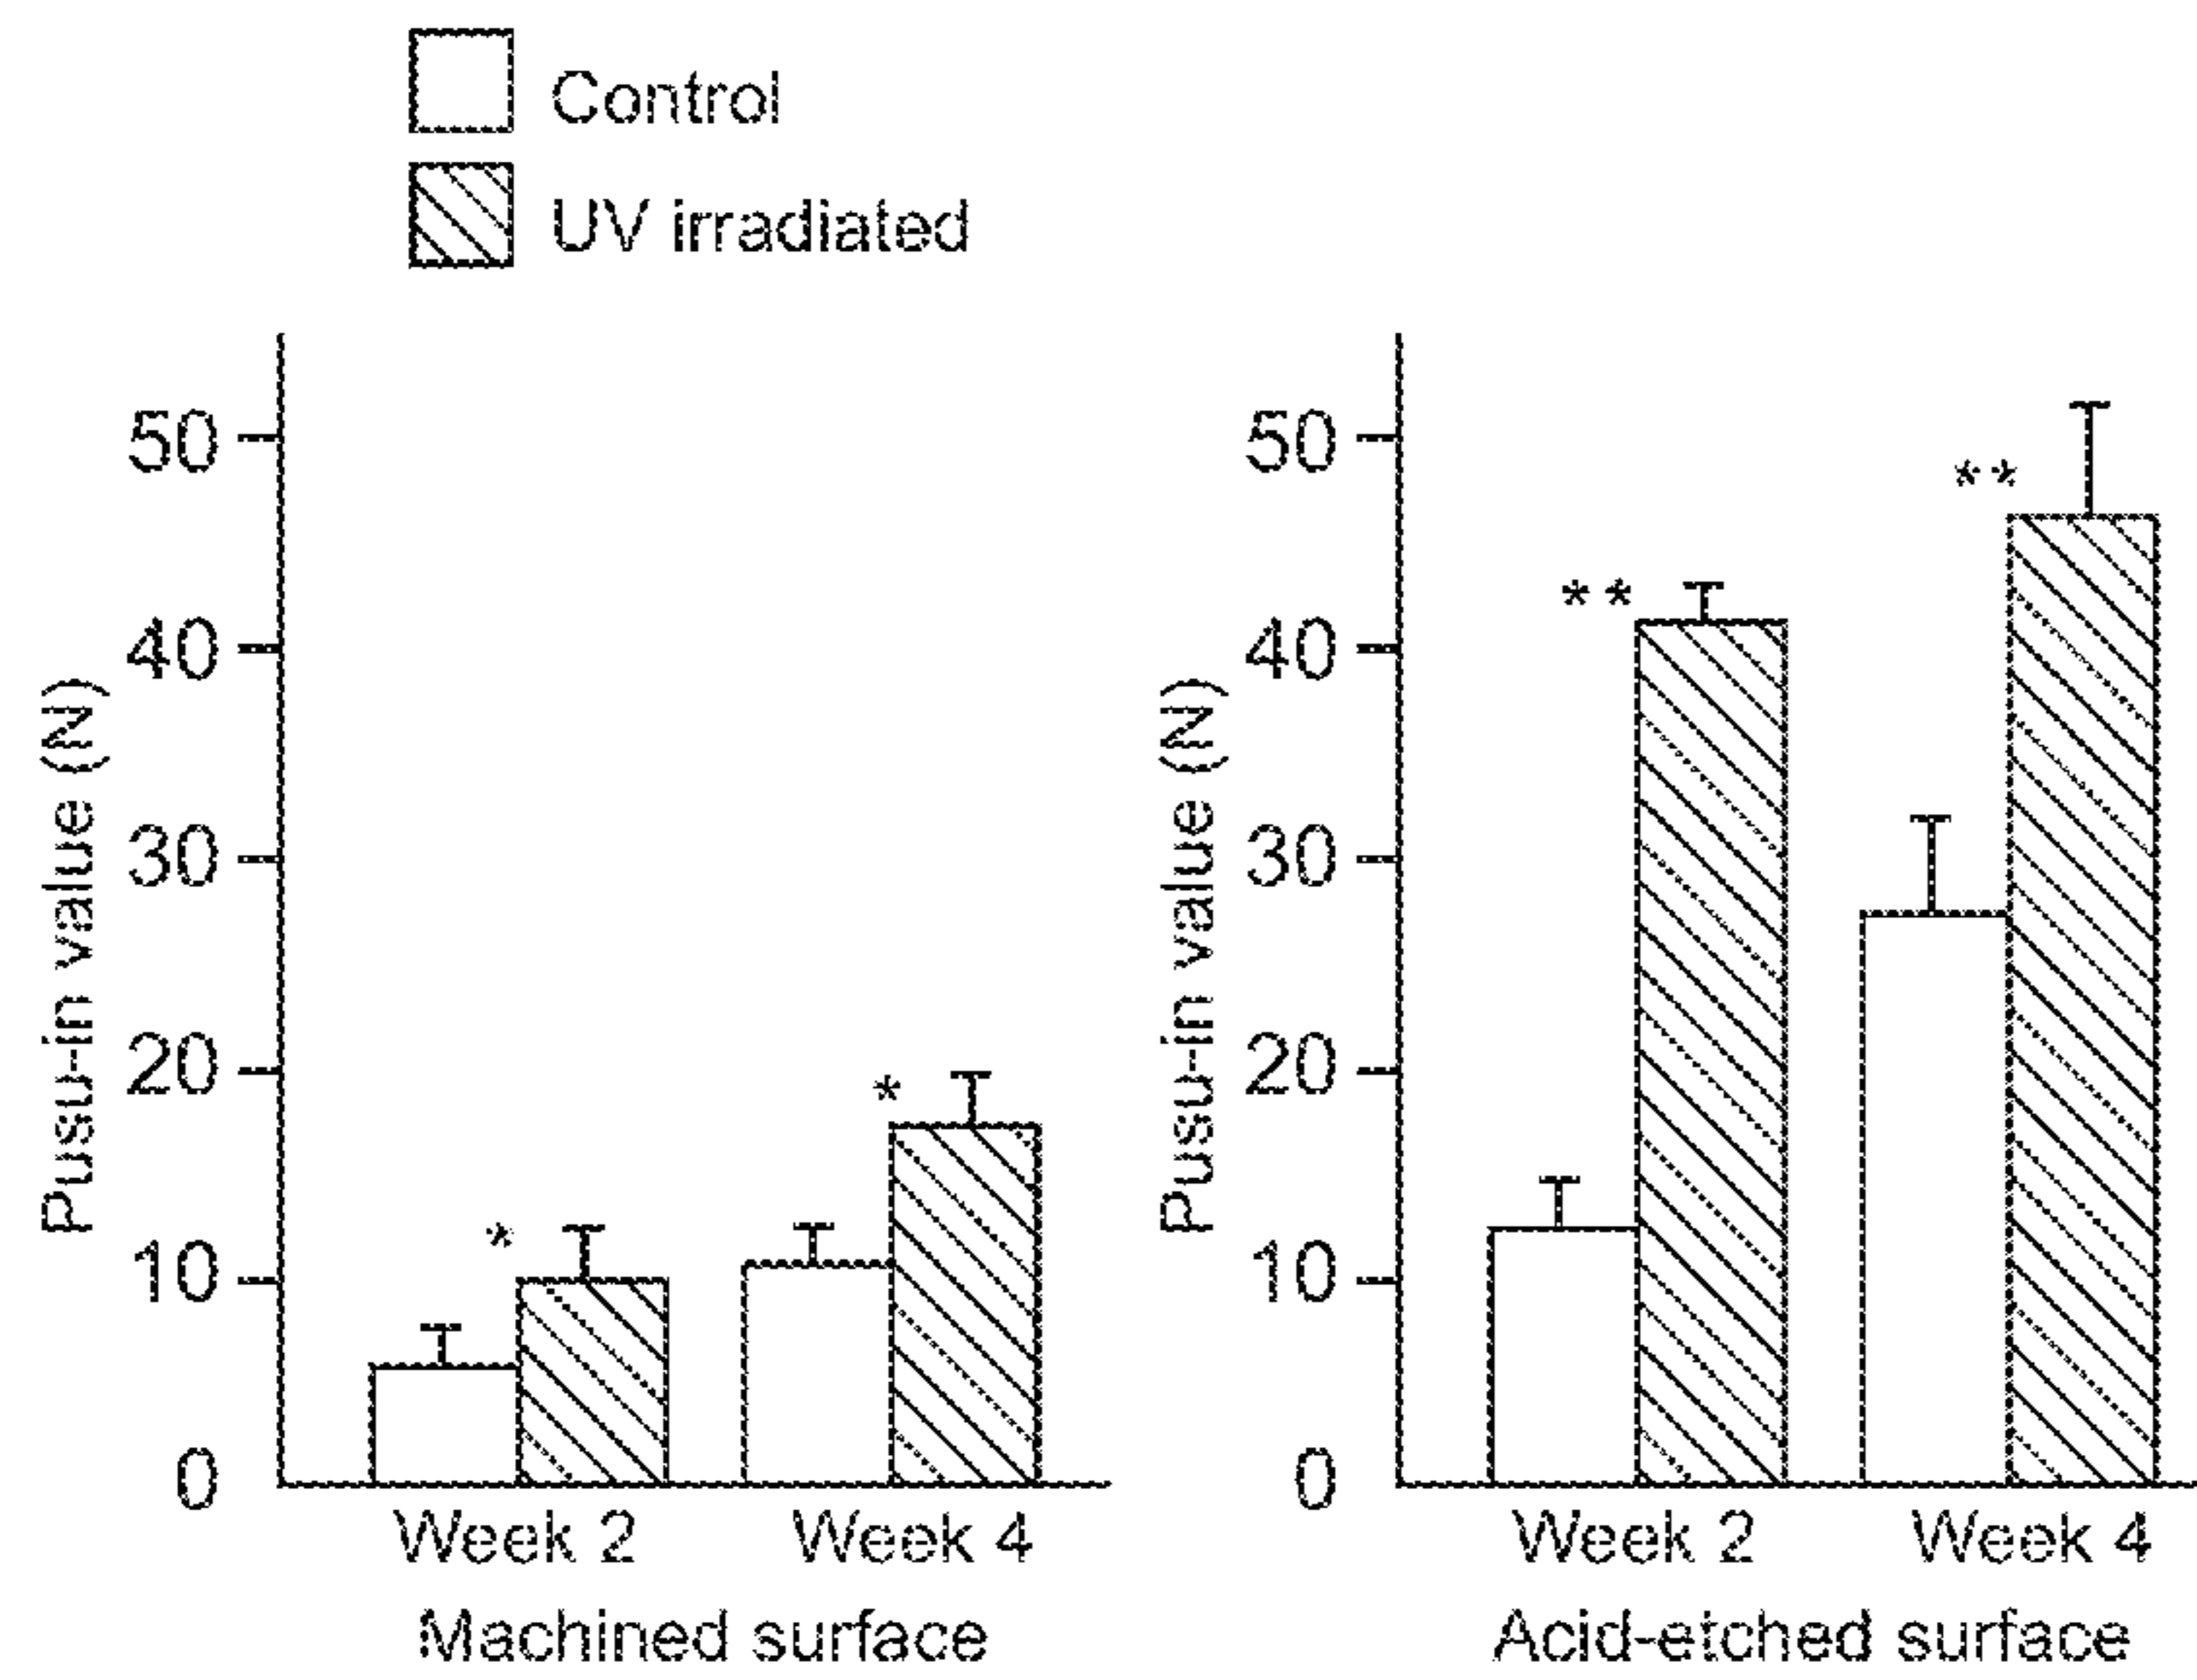 Control
UV irradiated
Pusu-in value (N)
50
40
30
20
10
0
*
*
Week 2
Week 4
Machined surface
Pusu-in value (N)
50
40
30
20
10
0
**
**
Week 2
Week 4
Acid-etched surface